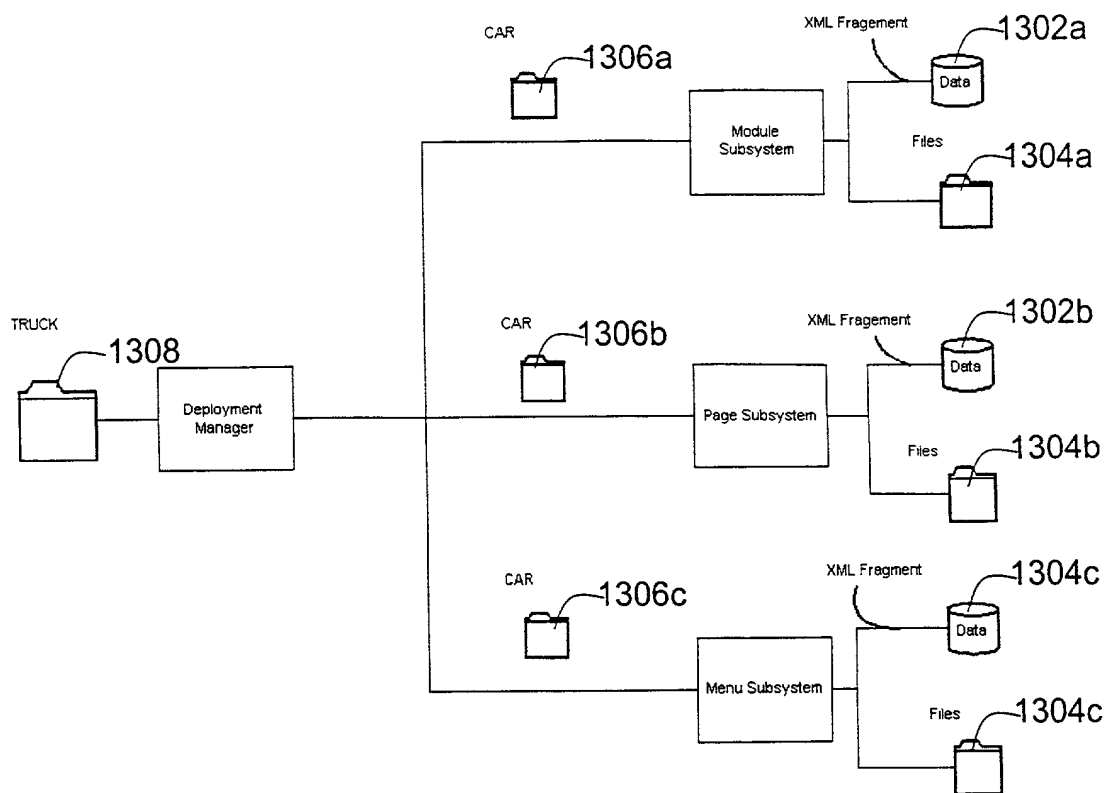 XML Fragement
1302a
CAR
1306a
Data
Module
Subsystem
Files
1304a
XML Fragement
1302b
CAR
1306b
TRUCK
1308
Data
Deployment
Manager
Page Subsystem
Files
1304b
XML Fragment
1304c
CAR
1306c
Data
Menu Subsystem
Files
1304c